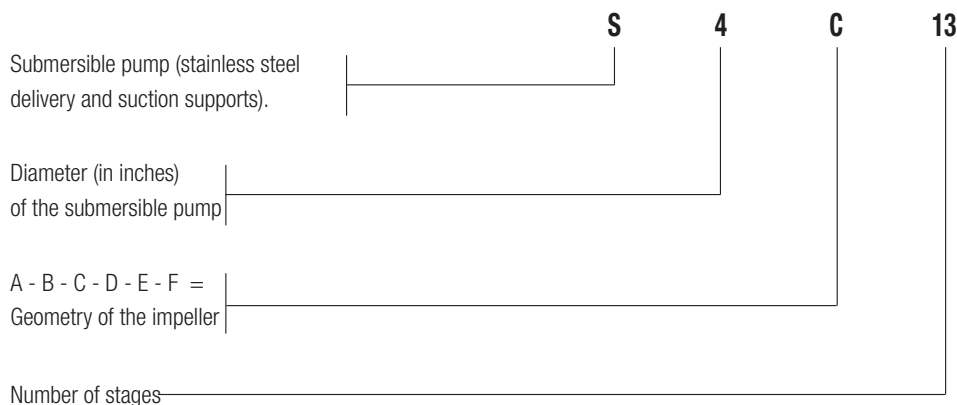 S 4 C 13
Submersible pump (stainless steel
delivery and suction supports).
Diameter (in inches)
of the submersible pump
A - B - C - D - E - F =
Geometry of the impeller
Number of stages